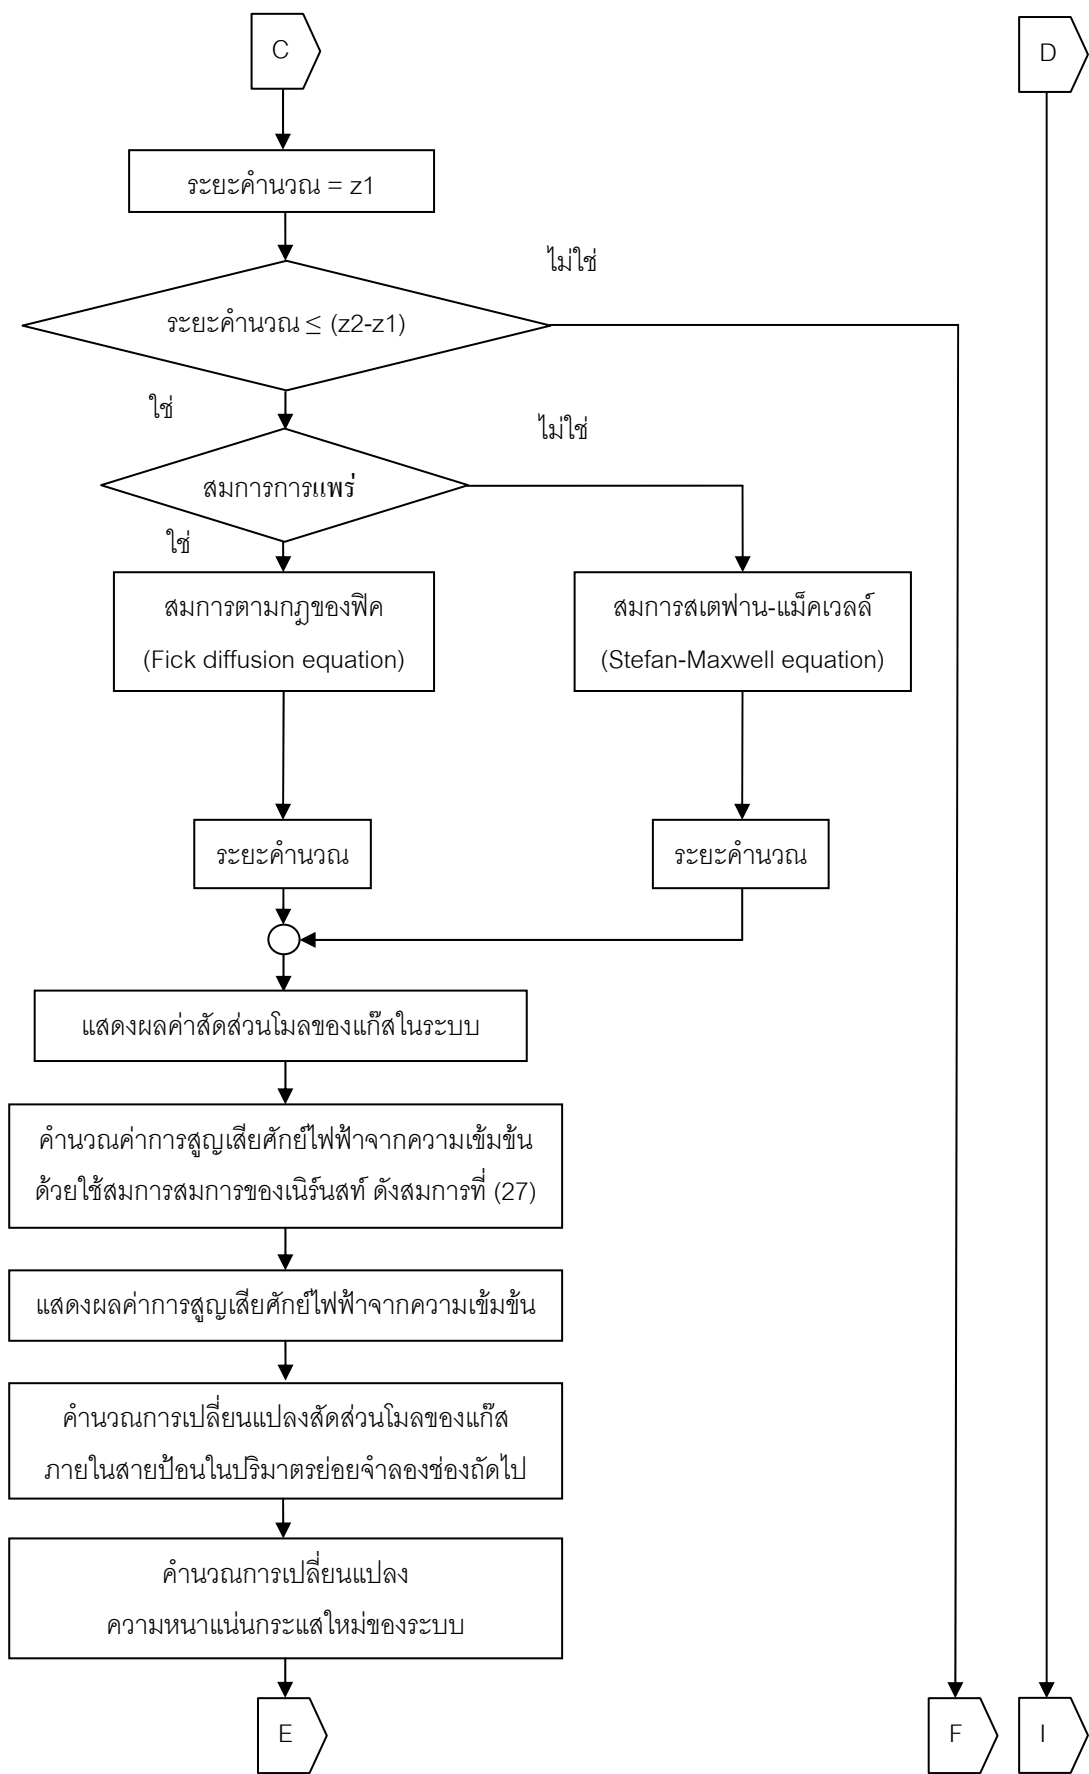 C
D
ระยะคำนวณ = z1
ไม่ใช่
ระยะคำนวณ ≤ (z2-z1)
ใช่
ไม่ใช่
สมการการแพร่
ใช่
สมการตามกฎของฟิค
(Fick diffusion equation)
สมการสเตฟาน-แม็คเวลล์
(Stefan-Maxwell equation)
ระยะคำนวณ
ระยะคำนวณ
แสดงผลค่าสัดส่วนโมลของแก๊สในระบบ
คำนวณค่าการสูญเสียศักย์ไฟฟ้าจากความเข้มข้น
ด้วยใช้สมการสมการของเนิร์นสท์ ดังสมการที่ (27)
แสดงผลค่าการสูญเสียศักย์ไฟฟ้าจากความเข้มข้น
คำนวณการเปลี่ยนแปลงสัดส่วนโมลของแก๊ส
ภายในสายป้อนในปริมาตรย่อยจำลองช่องถัดไป
คำนวณการเปลี่ยนแปลง
ความหนาแน่นกระแสใหม่ของระบบ
E
F
I